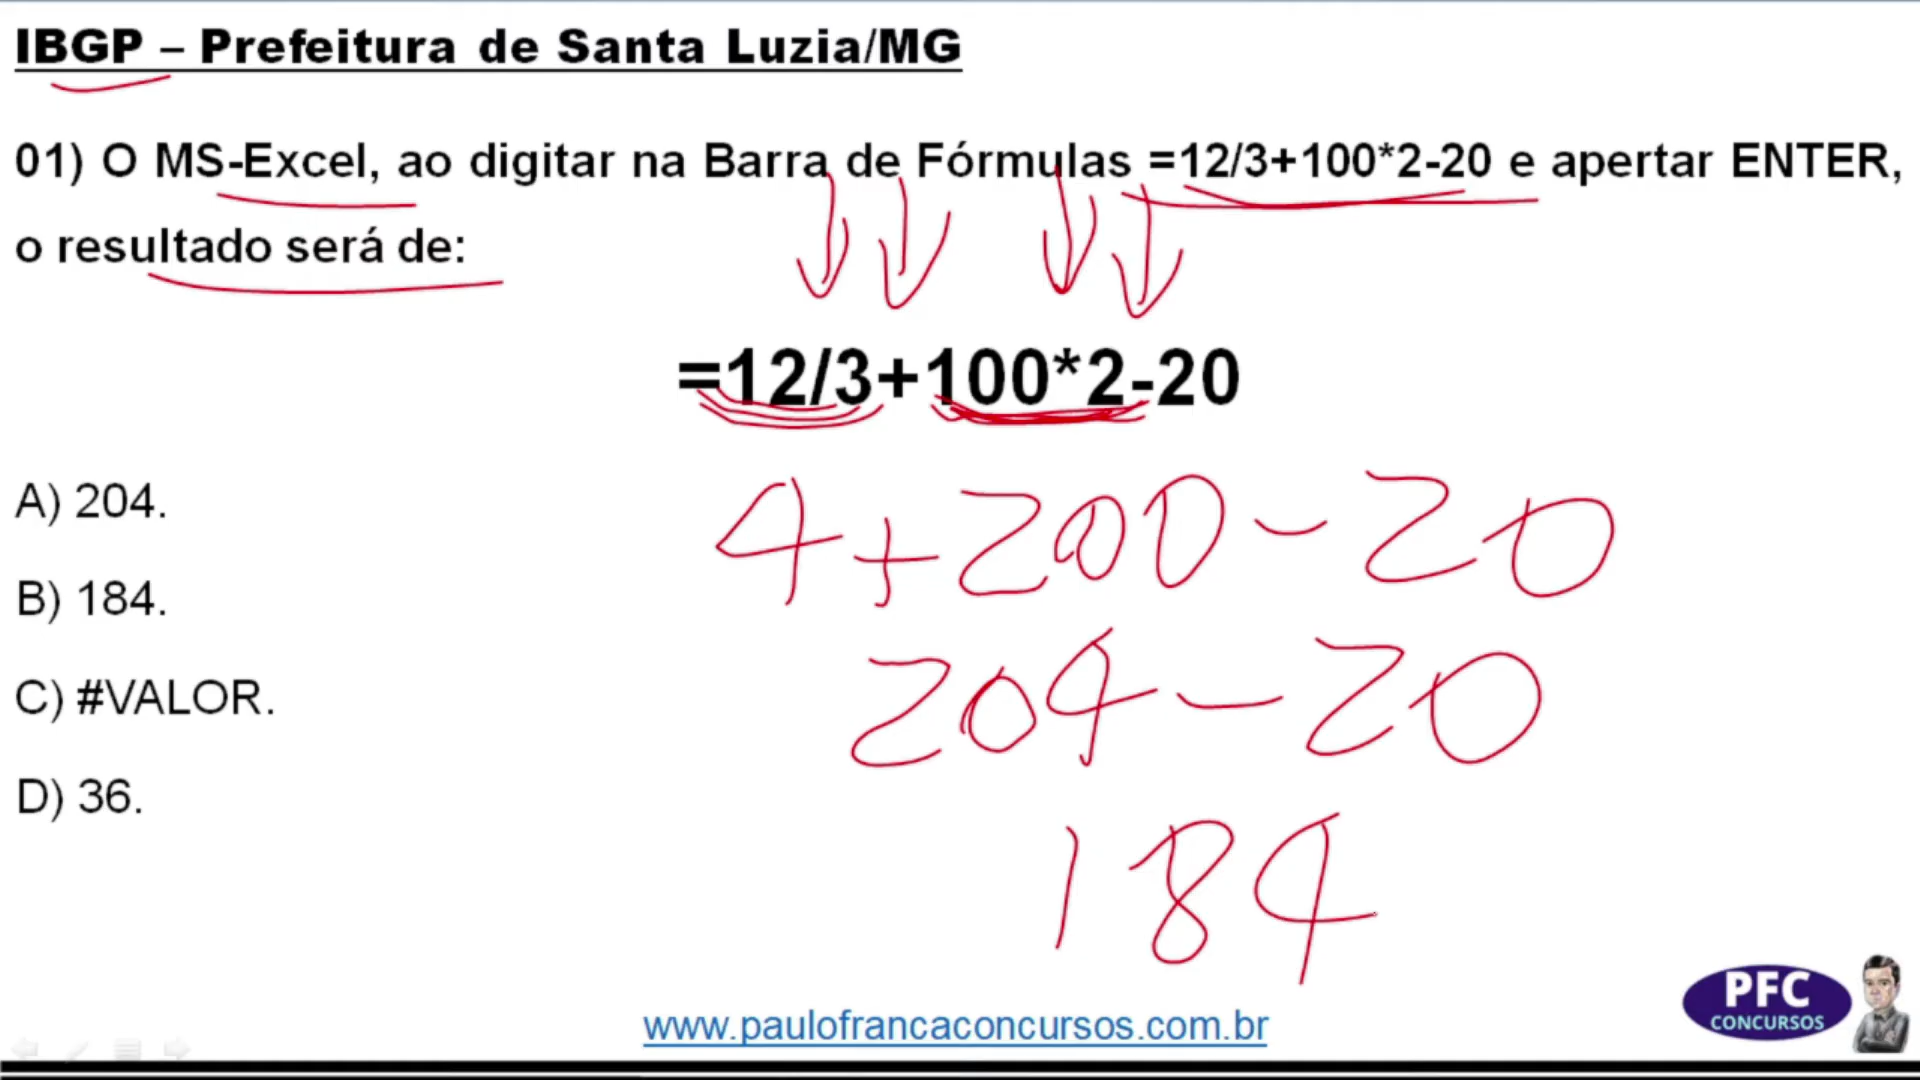 IBGP – Prefeitura de Santa Luzia/MG
01) O MS-Excel, ao digitar na Barra de Fórmulas =12/3+100*2-20 e apertar ENTER,
o resultado será de:
=12/3+100*2-20
A) 204.
4+200-20
B) 184.
204-20
C) #VALOR.
D) 36.
184
PFC
CONCURSOS
www.paulofrancaconcursos.com.br